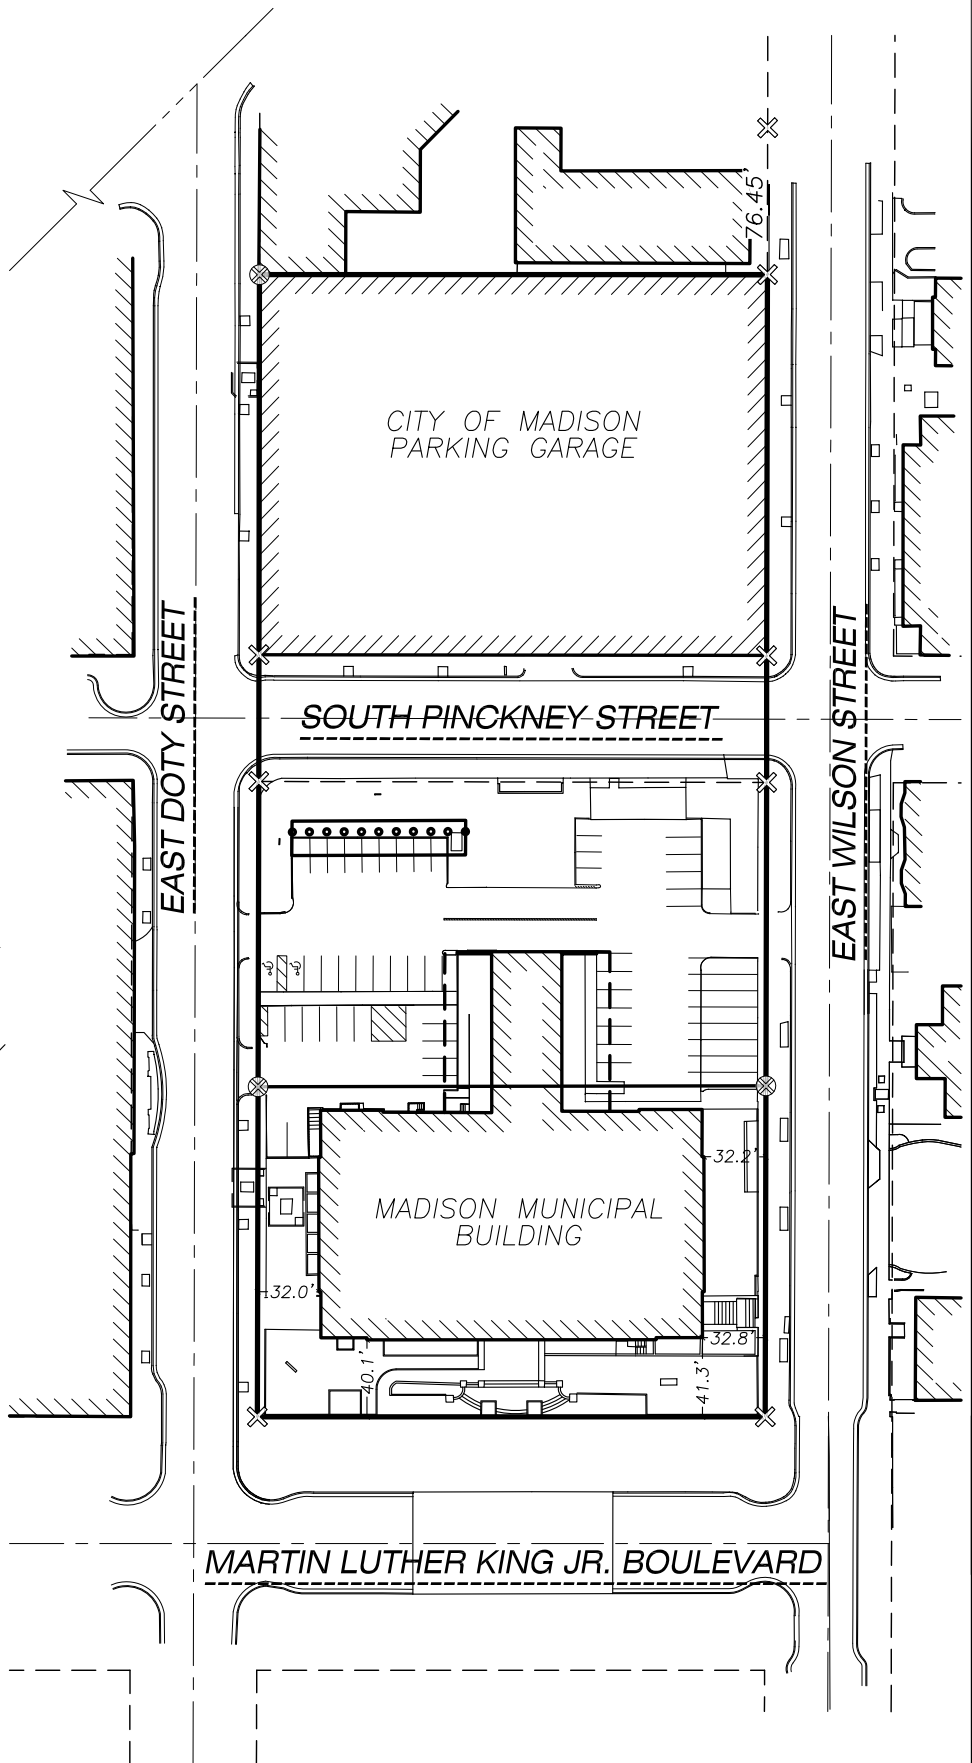 76.45'
CITY OF MADISON
PARKING GARAGE
EAST DOTY STREET
SOUTH PINCKNEY STREET
EAST WILSON STREET
32.2'
MADISON MUNICIPAL
BUILDING
32.0'
32.8'
40.1'
41.3'
MARTIN LUTHER KING JR. BOULEVARD